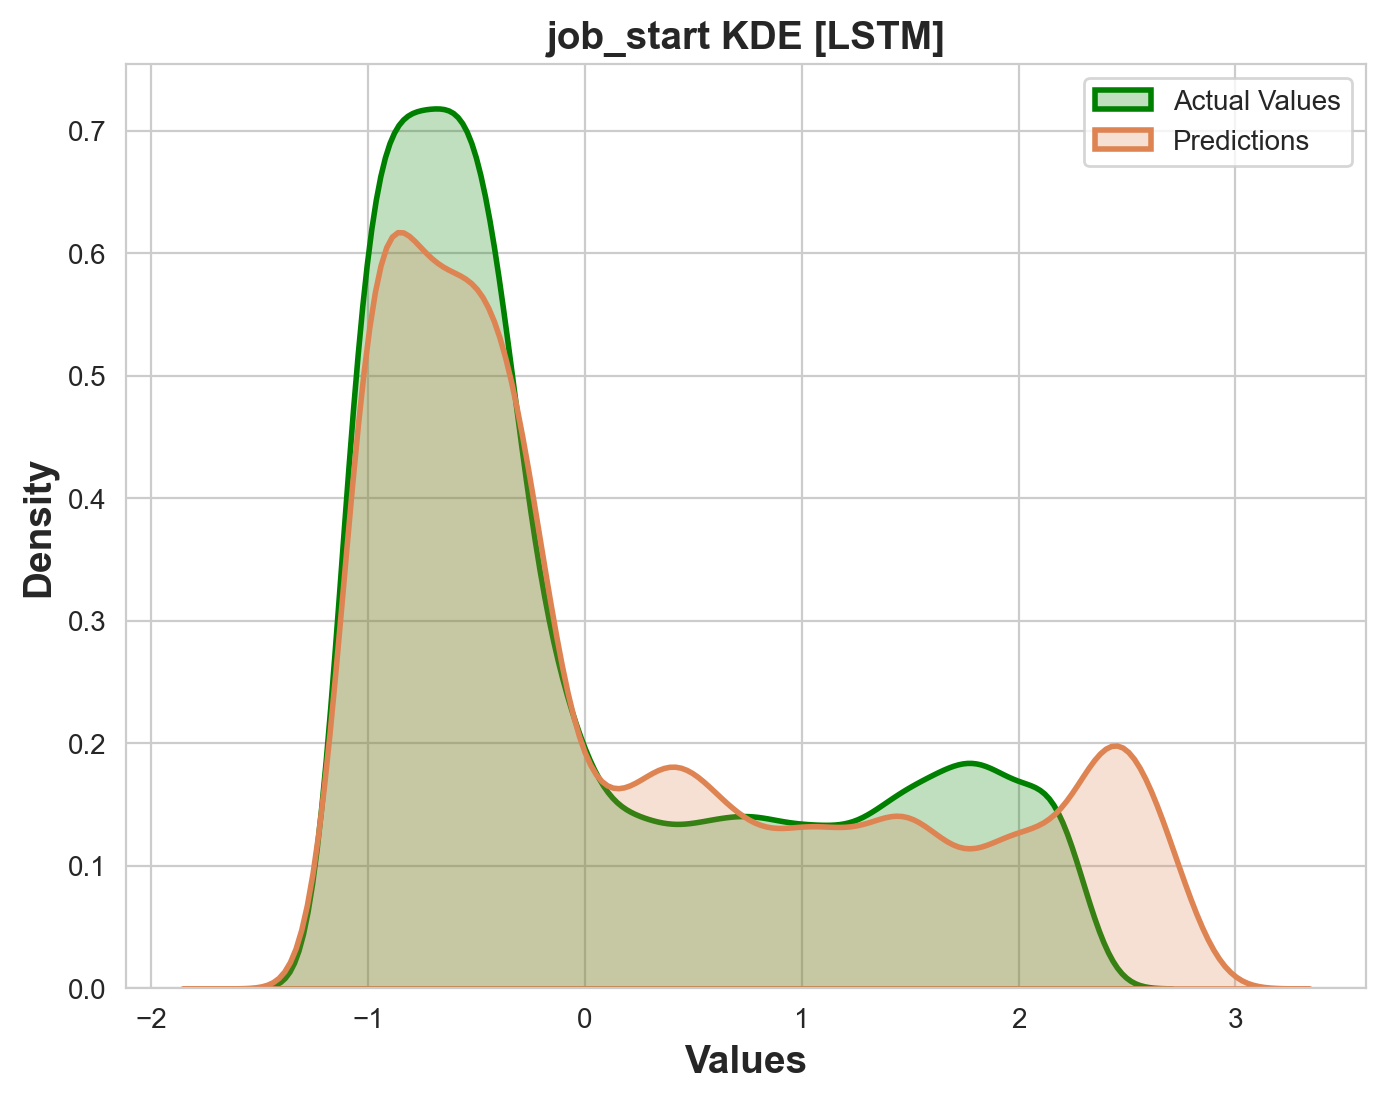 job_start KDE [LSTM]
Actual Values
Predictions
0.7
0.6
0.5
0.4
0.3
0.2
0.1
0.0
Density
−2 −1 0 1 2 3
Values